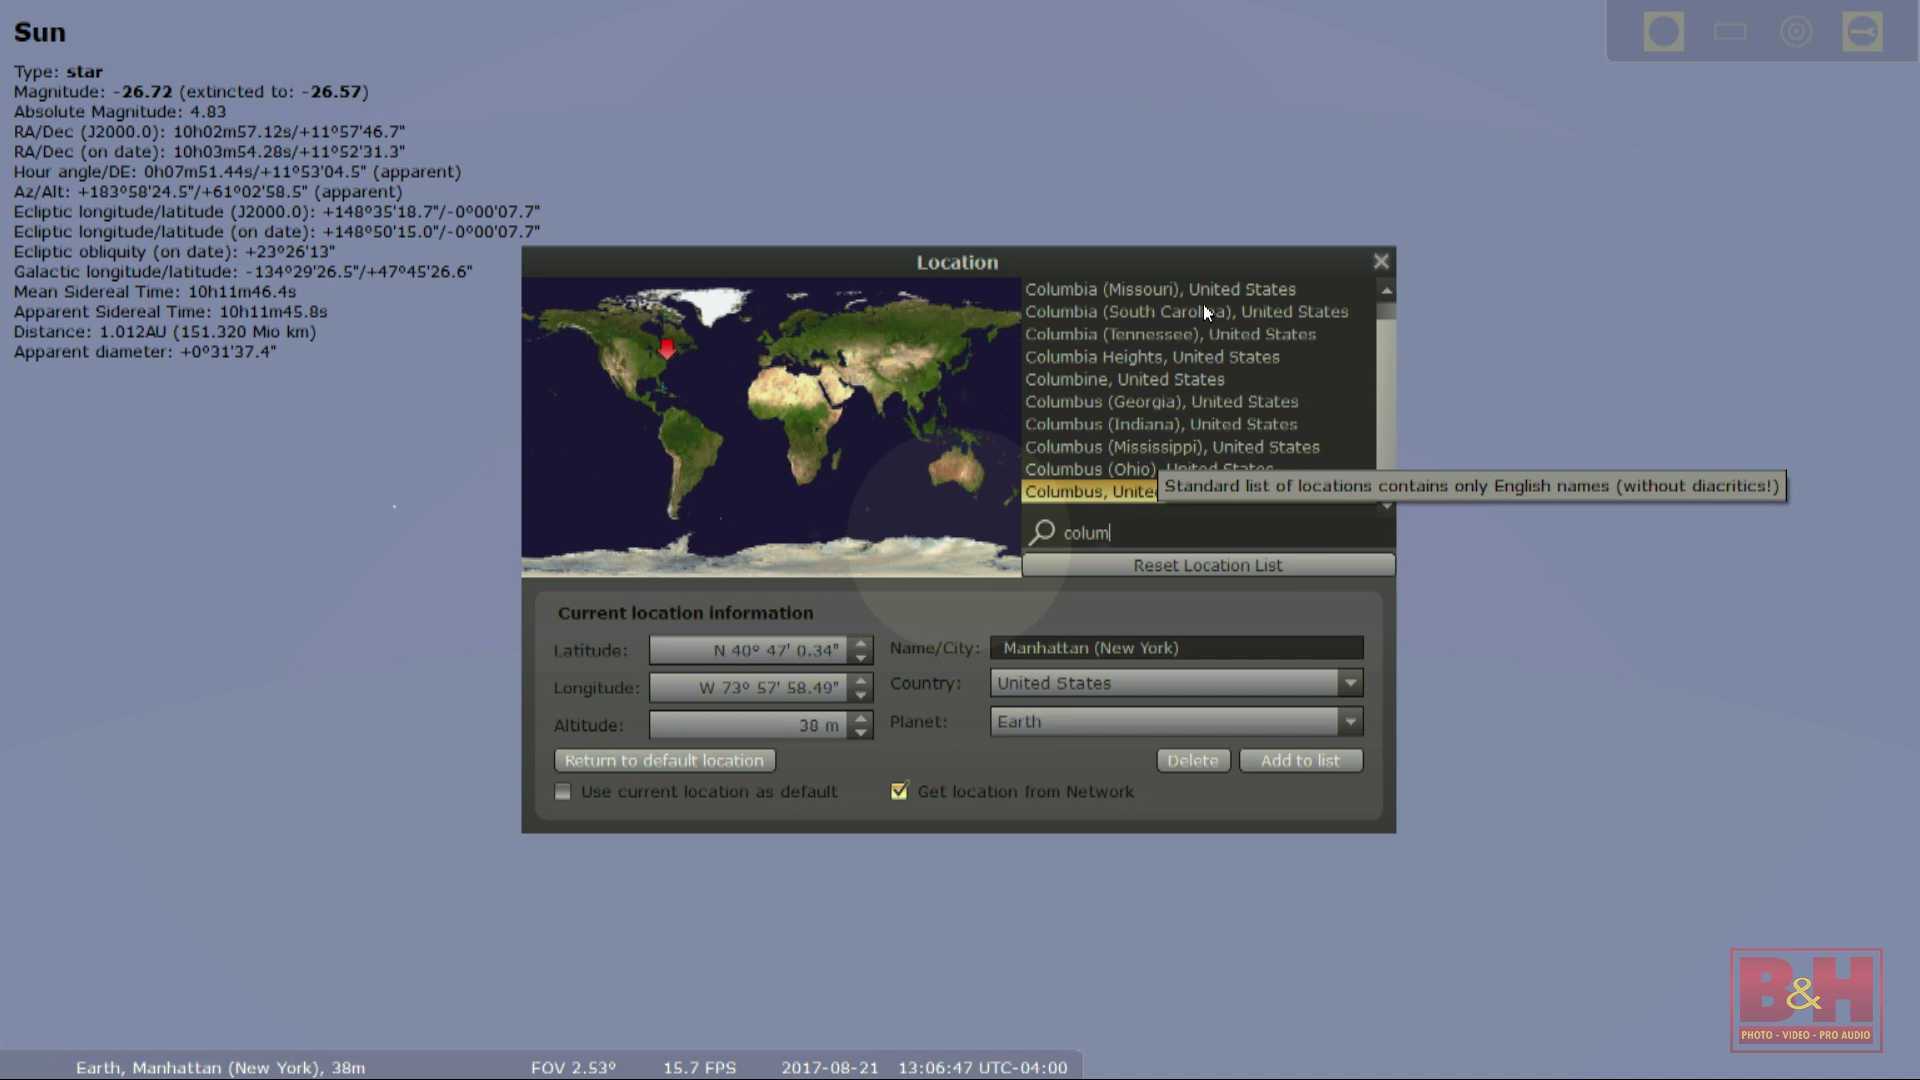 Sun
Type: star
Magnitude: -26.72 (extincted to: -26.57)
Absolute Magnitude: 4.83
RA/Dec (J2000.0): 10h02m57.12s/+11°57'46.7"
RA/Dec (on date): 10h03m54.28s/+11°52'31.3"
Hour angle/DE: 0h07m51.44s/+11°53'04.5" (apparent)
Az/Alt: +183°58'24.5"/+61°02'58.5" (apparent)
Ecliptic longitude/latitude (J2000.0): +148°35'18.7"/-0°00'07.7"
Ecliptic longitude/latitude (on date): +148°50'15.0"/-0°00'07.7"
Ecliptic obliquity (on date): +23°26'13"
Galactic longitude/latitude: -134°29'26.5"/+47°45'26.6"
Mean Sidereal Time: 10h11m46.4s
Apparent Sidereal Time: 10h11m45.8s
Distance: 1.012AU (151.320 Mio km)
Apparent diameter: +0°31'37.4"
Location
Columbia (Missouri), United States
Columbia (South Carolina), United States
Columbia (Tennessee), United States
Columbia Heights, United States
Columbine, United States
Columbus (Georgia), United States
Columbus (Indiana), United States
Columbus (Mississippi), United States
Columbus (Ohio), United States
Columbus, Unite
Standard list of locations contains only English names (without diacritics!)
colum
Reset Location List
Current location information
Latitude: N 40° 47' 0.34" Name/City: Manhattan (New York)
Longitude: W 73° 57' 58.49" Country: United States
Altitude: 38 m Planet: Earth
Return to default location Delete Add to list
Use current location as default Get location from Network
B&H
PHOTO - VIDEO - PRO AUDIO
Earth, Manhattan (New York), 38m FOV 2.53° 15.7 FPS 2017-08-21 13:06:47 UTC-04:00